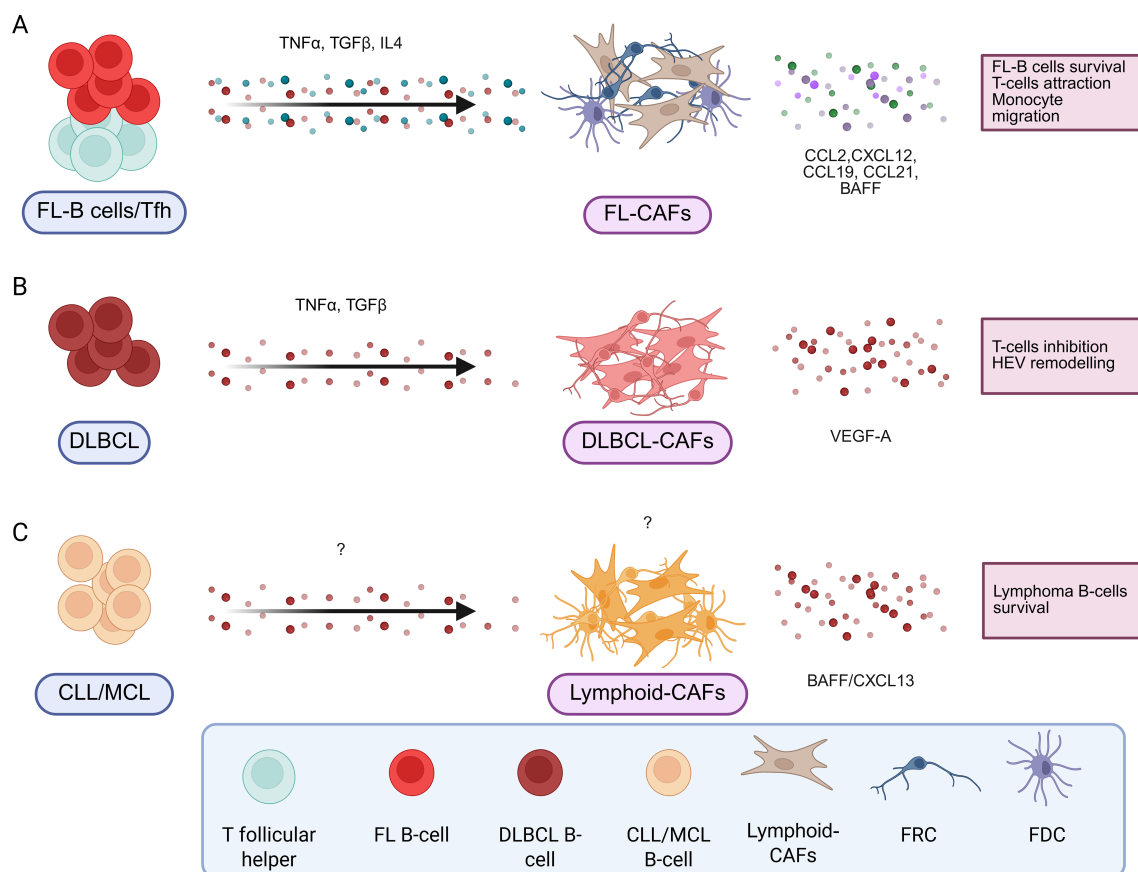 A
TNFα, TGFβ, IL4
FL-B cells survival
T-cells attraction
Monocyte
migration
CCL2,CXCL12,
CCL19, CCL21,
BAFF
FL-B cells/Tfh
FL-CAFs
B
TNFα, TGFβ
T-cells inhibition
HEV remodelling
DLBCL
DLBCL-CAFs
VEGF-A
C
?
?
Lymphoma B-cells
survival
CLL/MCL
Lymphoid-CAFs
BAFF/CXCL13
T follicular
helper
FL B-cell
DLBCL B-
cell
CLL/MCL
B-cell
Lymphoid-
CAFs
FRC
FDC